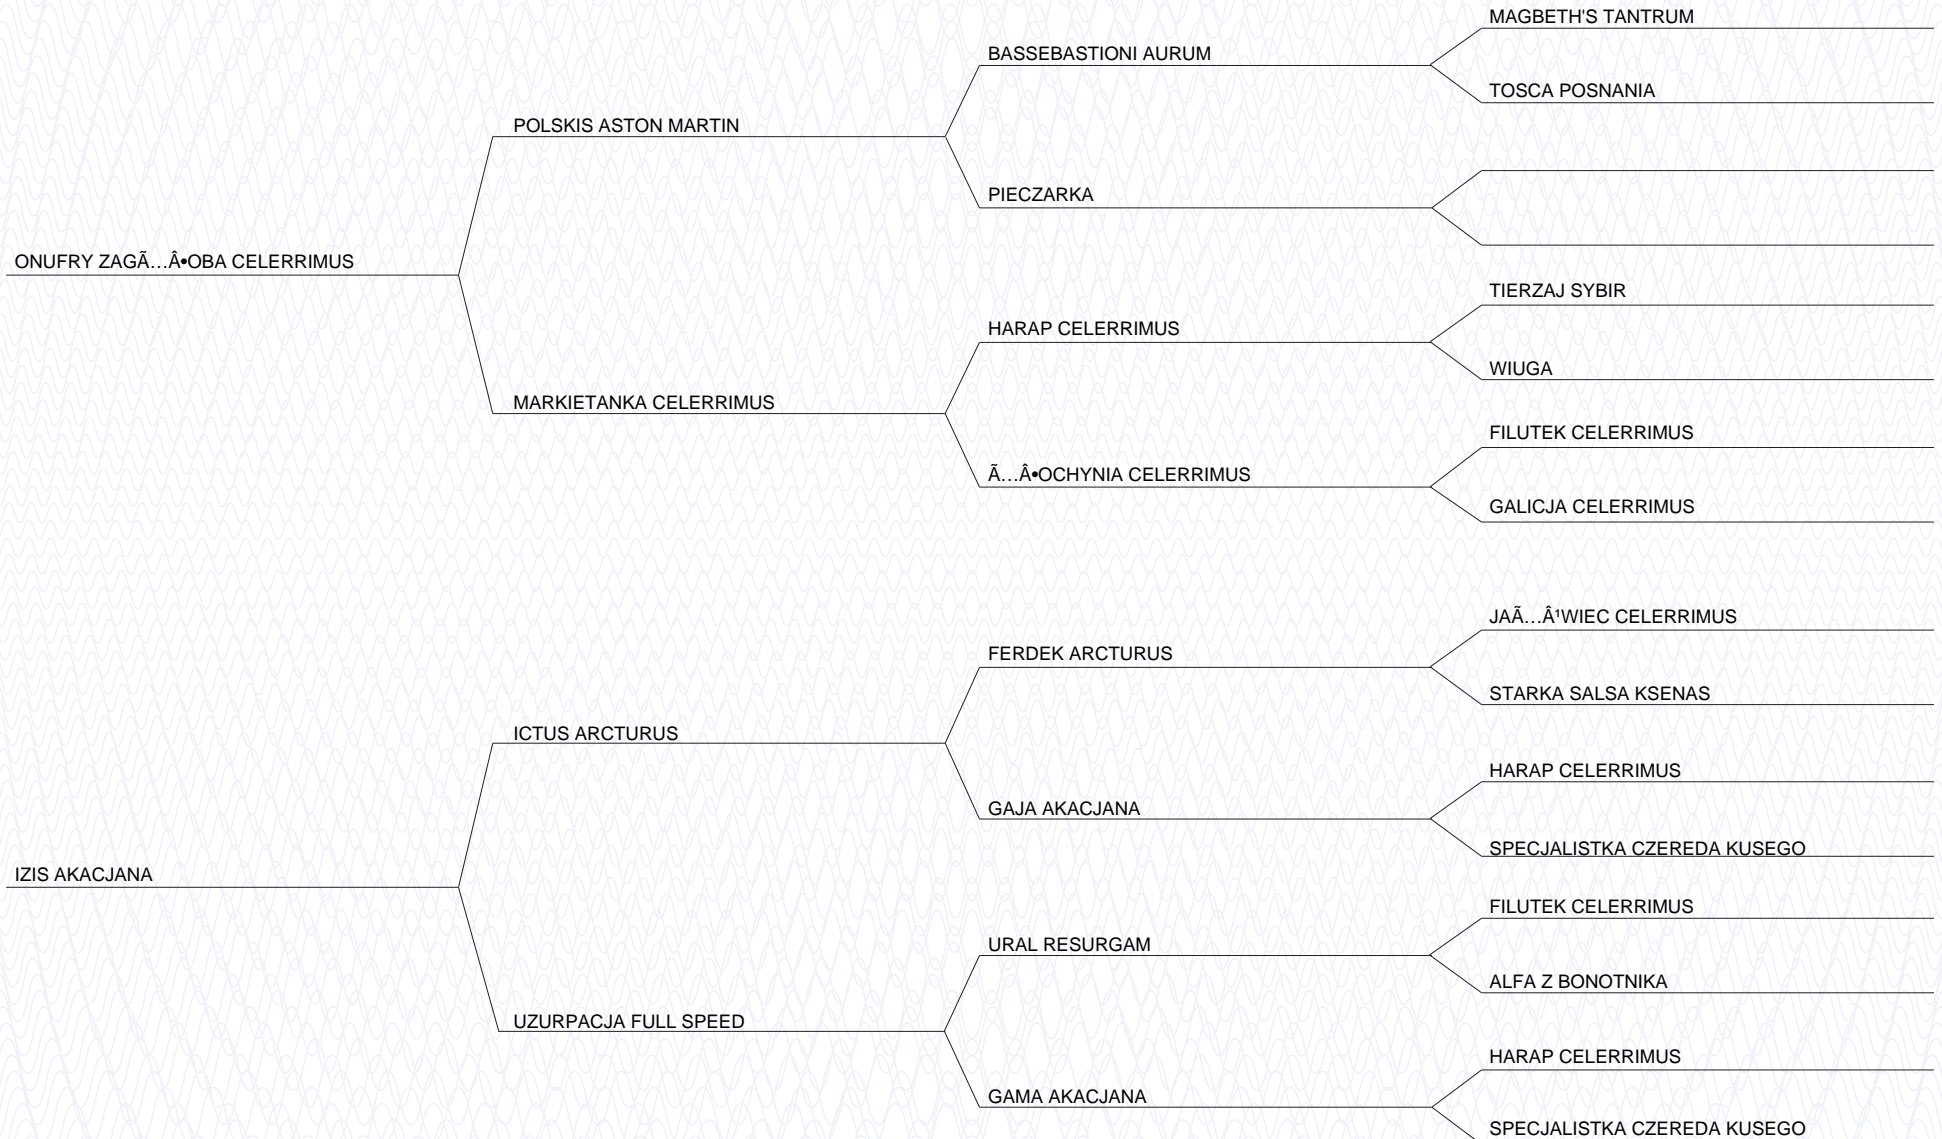 MAGBETH'S TANTRUM
BASSEBASTIONI AURUM
TOSCA POSNANIA
POLSKIS ASTON MARTIN
PIECZARKA
ONUFRY ZAGÃ…Â•OBA CELERRIMUS
TIERZAJ SYBIR
HARAP CELERRIMUS
WIUGA
MARKIETANKA CELERRIMUS
FILUTEK CELERRIMUS
Ã…Â•OCHYNIA CELERRIMUS
GALICJA CELERRIMUS
JAÃ…Â¹WIEC CELERRIMUS
FERDEK ARCTURUS
STARKA SALSA KSENAS
ICTUS ARCTURUS
HARAP CELERRIMUS
GAJA AKACJANA
SPECJALISTKA CZEREDA KUSEGO
IZIS AKACJANA
FILUTEK CELERRIMUS
URAL RESURGAM
ALFA Z BONOTNIKA
UZURPACJA FULL SPEED
HARAP CELERRIMUS
GAMA AKACJANA
SPECJALISTKA CZEREDA KUSEGO